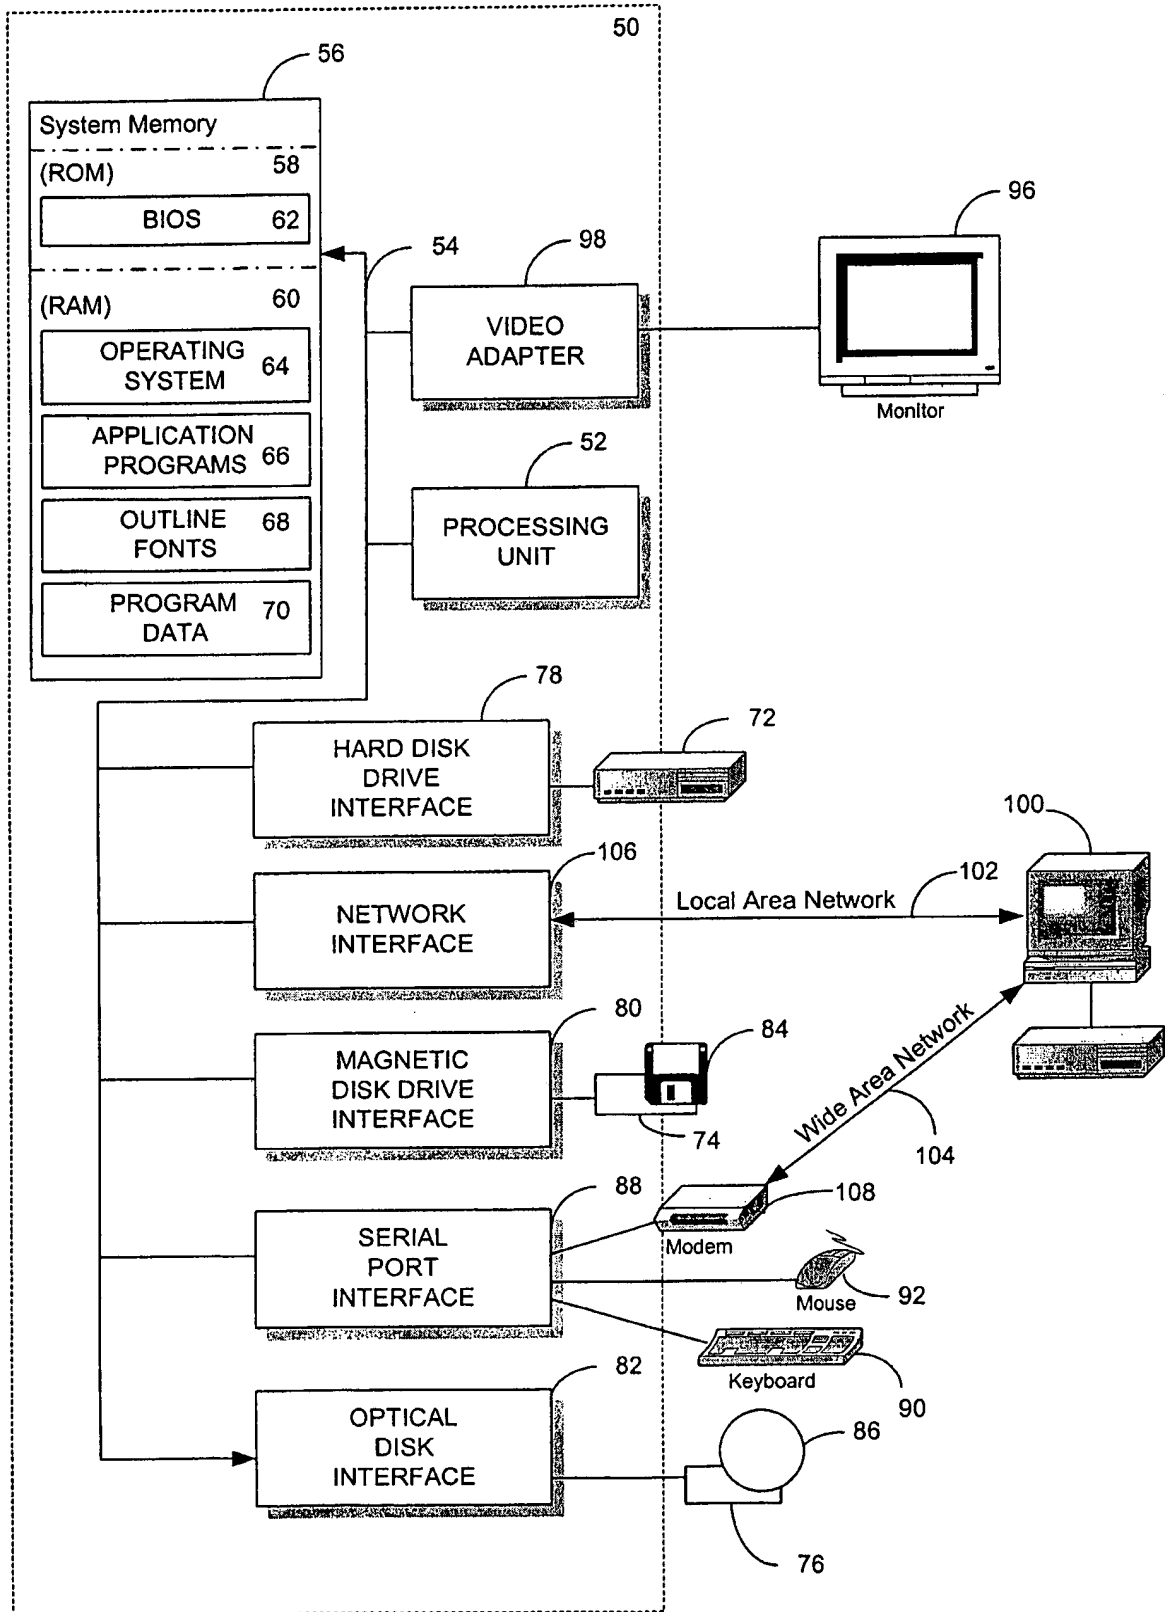 50
56
System Memory
(ROM) 58
BIOS 62
(RAM) 60
OPERATING
SYSTEM 64
APPLICATION
PROGRAMS 66
OUTLINE
FONTS 68
PROGRAM
DATA 70
54
98
VIDEO
ADAPTER
96
Monitor
52
PROCESSING
UNIT
78
HARD DISK
DRIVE
INTERFACE
72
106
NETWORK
INTERFACE
Local Area Network
102
100
80
MAGNETIC
DISK DRIVE
INTERFACE
84
74
Wide Area Network
104
88
SERIAL
PORT
INTERFACE
108
Modem
Mouse
92
Keyboard
90
82
OPTICAL
DISK
INTERFACE
86
76